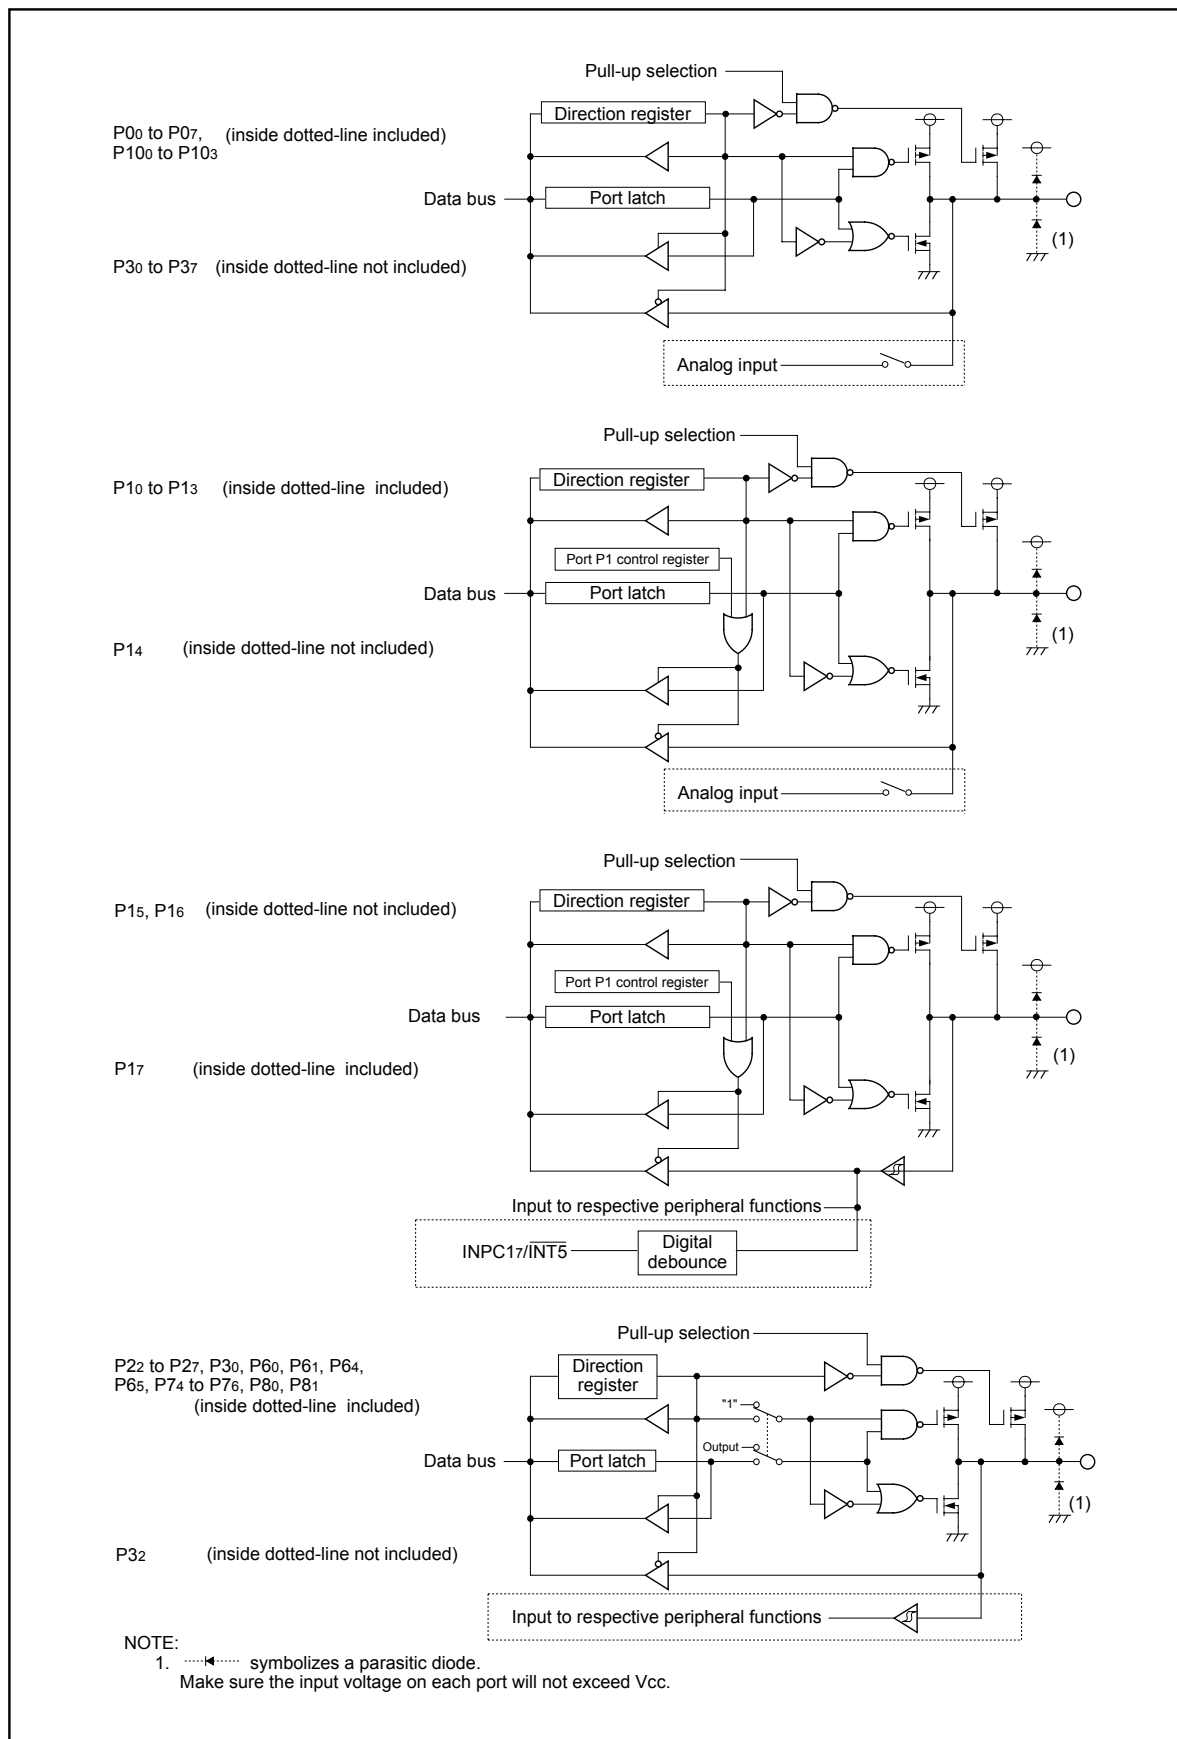 Pull-up selection
Direction register
P00 to P07, (inside dotted-line included)
P100 to P103
Data bus
Port latch
(1)
P30 to P37 (inside dotted-line not included)
Analog input
Pull-up selection
P10 to P13 (inside dotted-line included)
Direction register
Port P1 control register
Data bus
Port latch
(1)
P14 (inside dotted-line not included)
Analog input
Pull-up selection
P15, P16 (inside dotted-line not included)
Direction register
Port P1 control register
Data bus
Port latch
(1)
P17 (inside dotted-line included)
Input to respective peripheral functions
INPC17/INT5
Digital
debounce
Pull-up selection
P22 to P27, P30, P60, P61, P64,
P65, P74 to P76, P80, P81
(inside dotted-line included)
Direction
register
"1"
Output
Data bus
Port latch
(1)
P32 (inside dotted-line not included)
Input to respective peripheral functions
NOTE:
1. symbolizes a parasitic diode.
Make sure the input voltage on each port will not exceed Vcc.